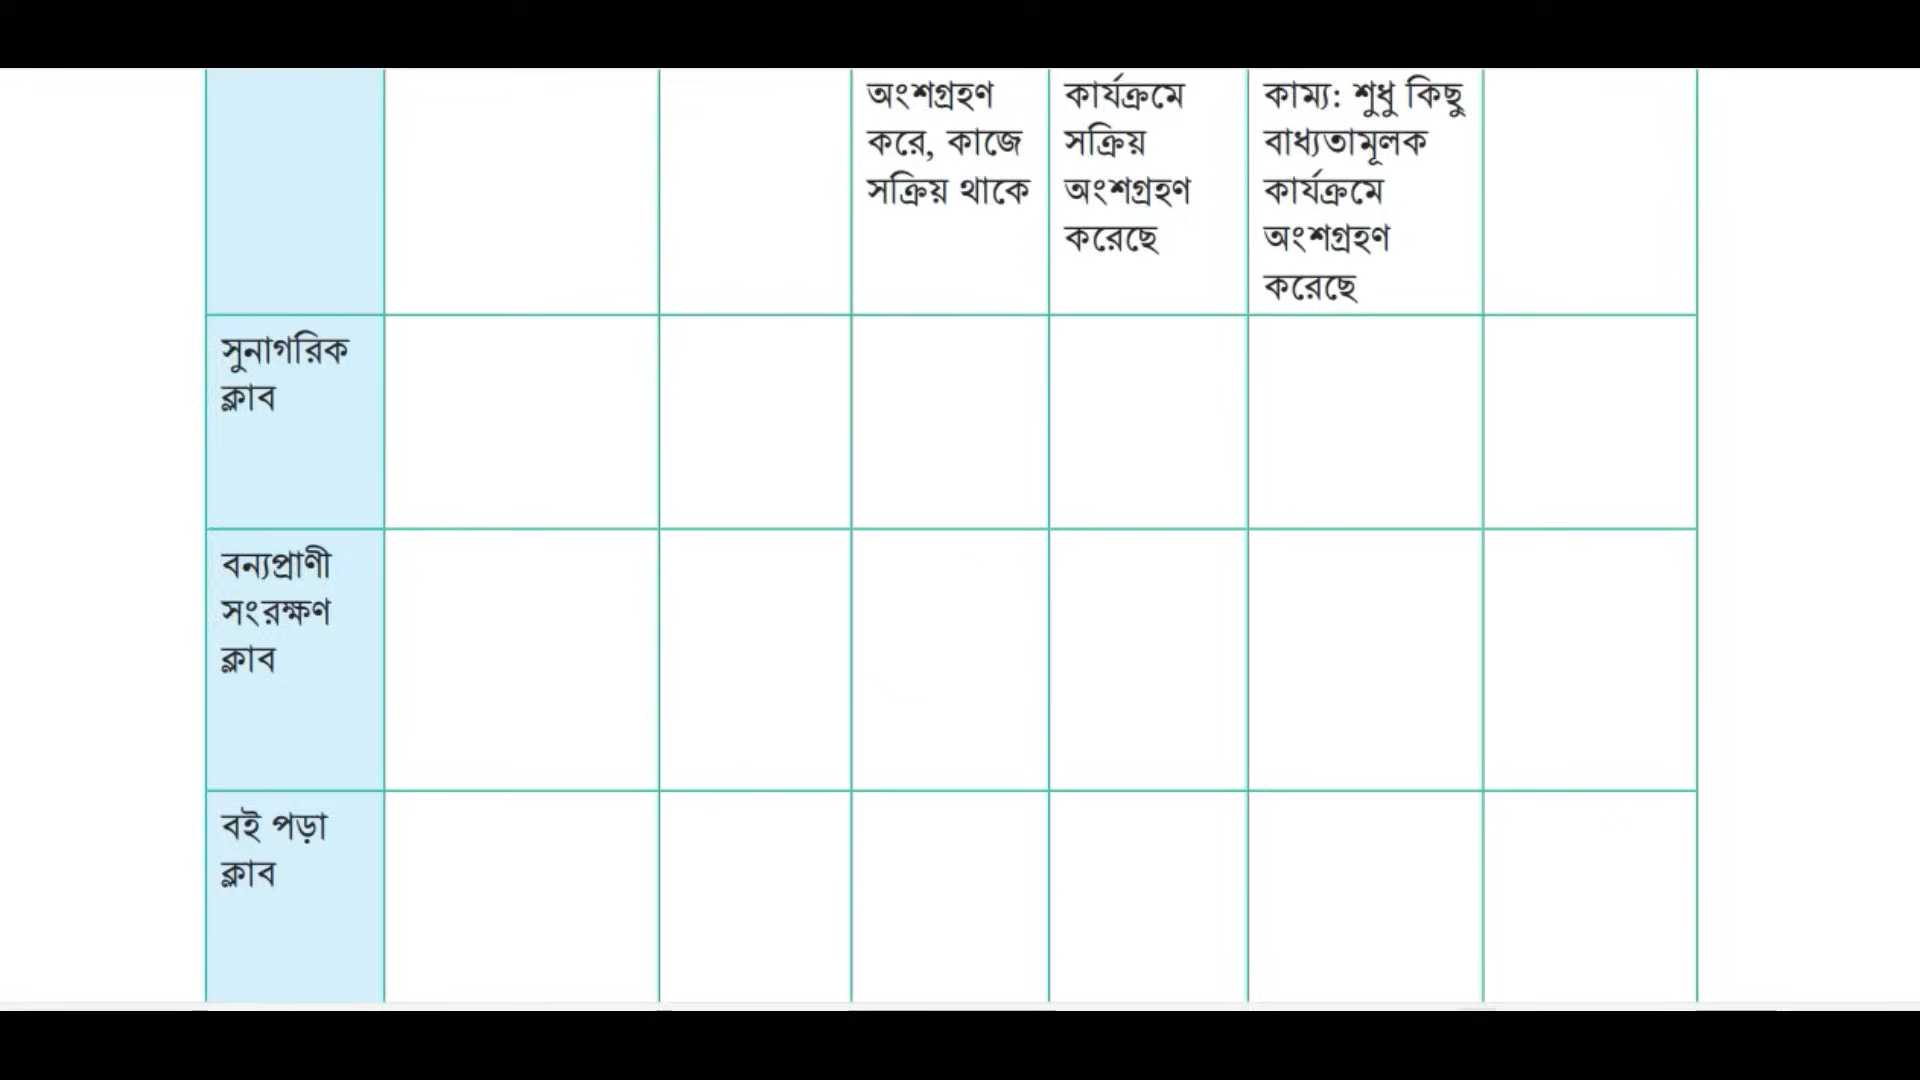 অংশগ্রহণ
করে, কাজে
সক্রিয় থাকে
কার্যক্রমে
সক্রিয়
অংশগ্রহণ
করেছে
কাম্য: শুধু কিছু
বাধ্যতামূলক
কার্যক্রমে
অংশগ্রহণ
করেছে
সুনাগরিক
ক্লাব
বন্যপ্রাণী
সংরক্ষণ
ক্লাব
বই পড়া
ক্লাব